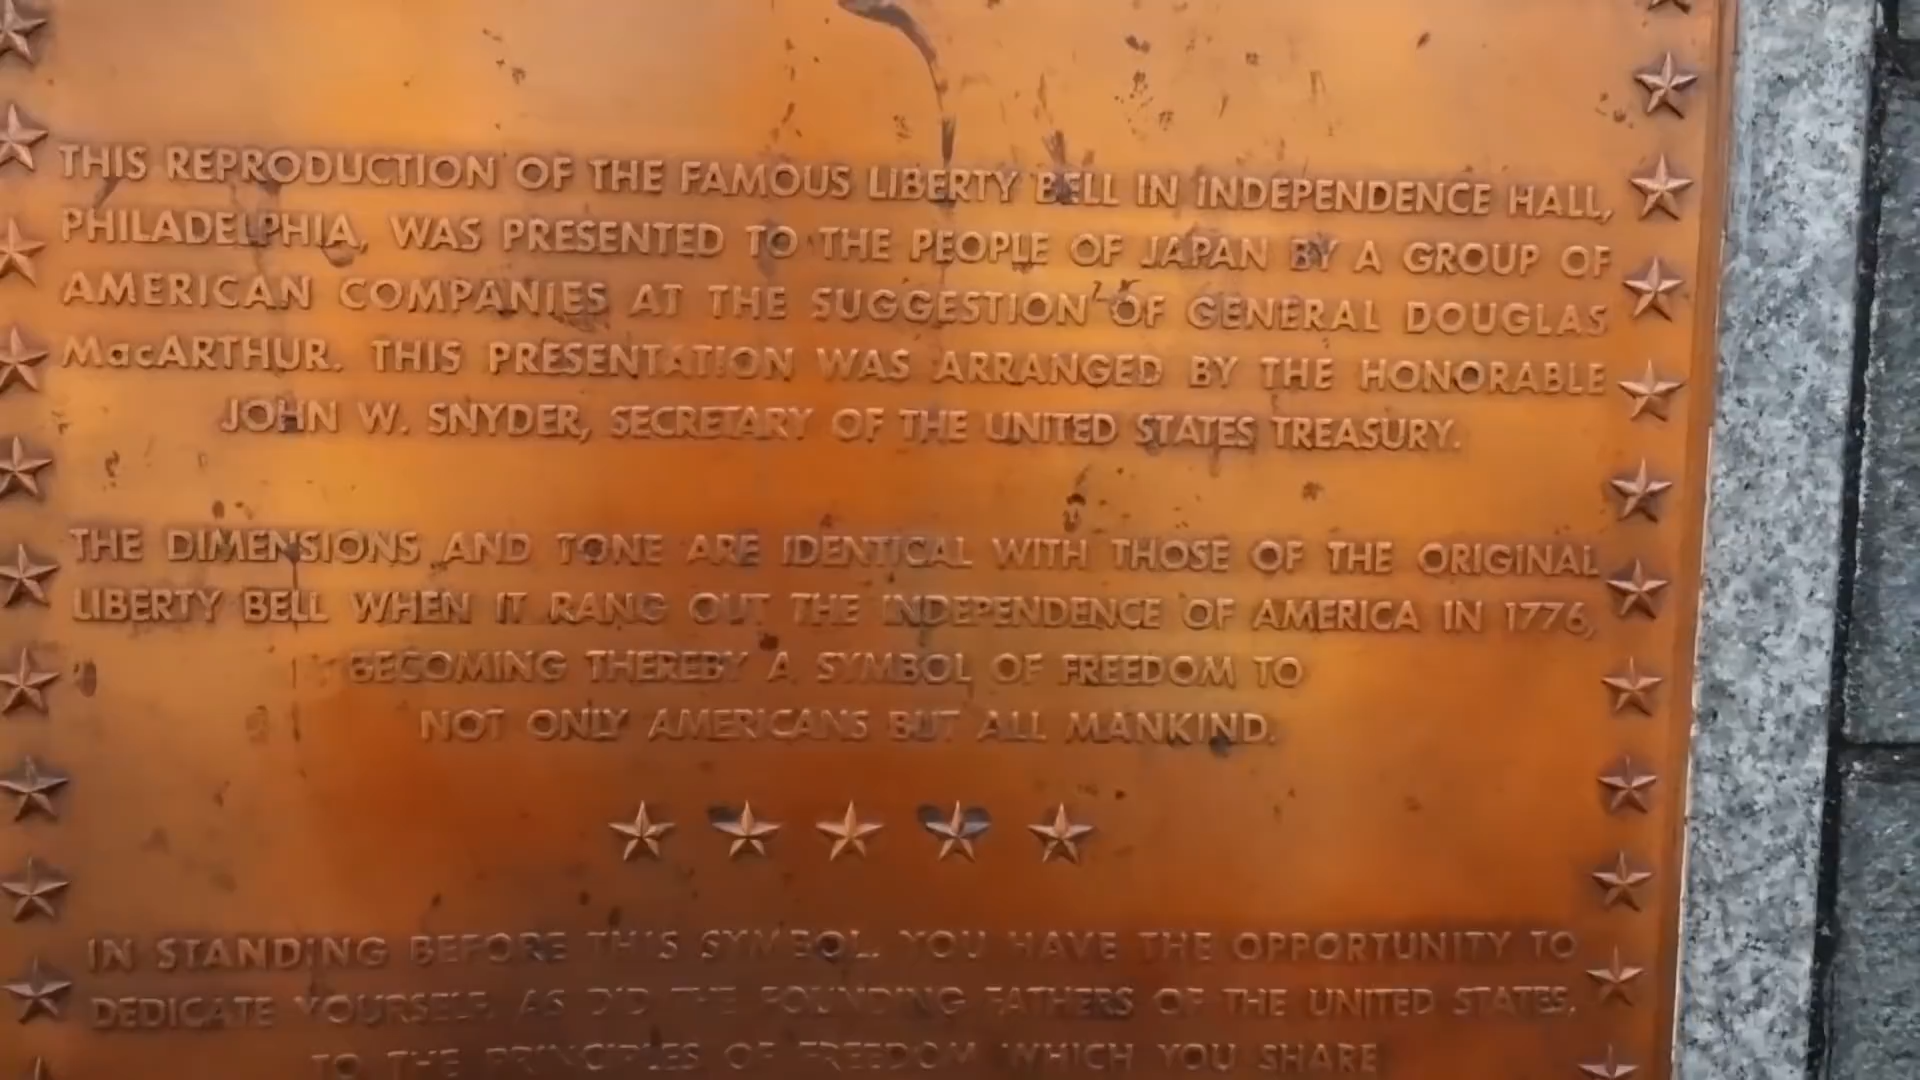 THIS REPRODUCTION OF THE FAMOUS LIBERTY BELL IN INDEPENDENCE HALL,
PHILADELPHIA, WAS PRESENTED TO THE PEOPLE OF JAPAN BY A GROUP OF
AMERICAN COMPANIES AT THE SUGGESTION OF GENERAL DOUGLAS
MacARTHUR. THIS PRESENTATION WAS ARRANGED BY THE HONORABLE
JOHN W. SNYDER, SECRETARY OF THE UNITED STATES TREASURY.
THE DIMENSIONS AND TONE ARE IDENTICAL WITH THOSE OF THE ORIGINAL
LIBERTY BELL WHEN IT RANG OUT THE INDEPENDENCE OF AMERICA IN 1776,
BECOMING THEREBY A SYMBOL OF FREEDOM TO
NOT ONLY AMERICANS BUT ALL MANKIND.
IN STANDING BEFORE THIS SYMBOL, YOU HAVE THE OPPORTUNITY TO
DEDICATE YOURSELF, AS DID THE FOUNDING FATHERS OF THE UNITED STATES,
TO THE PRINCIPLES OF FREEDOM WHICH YOU SHARE